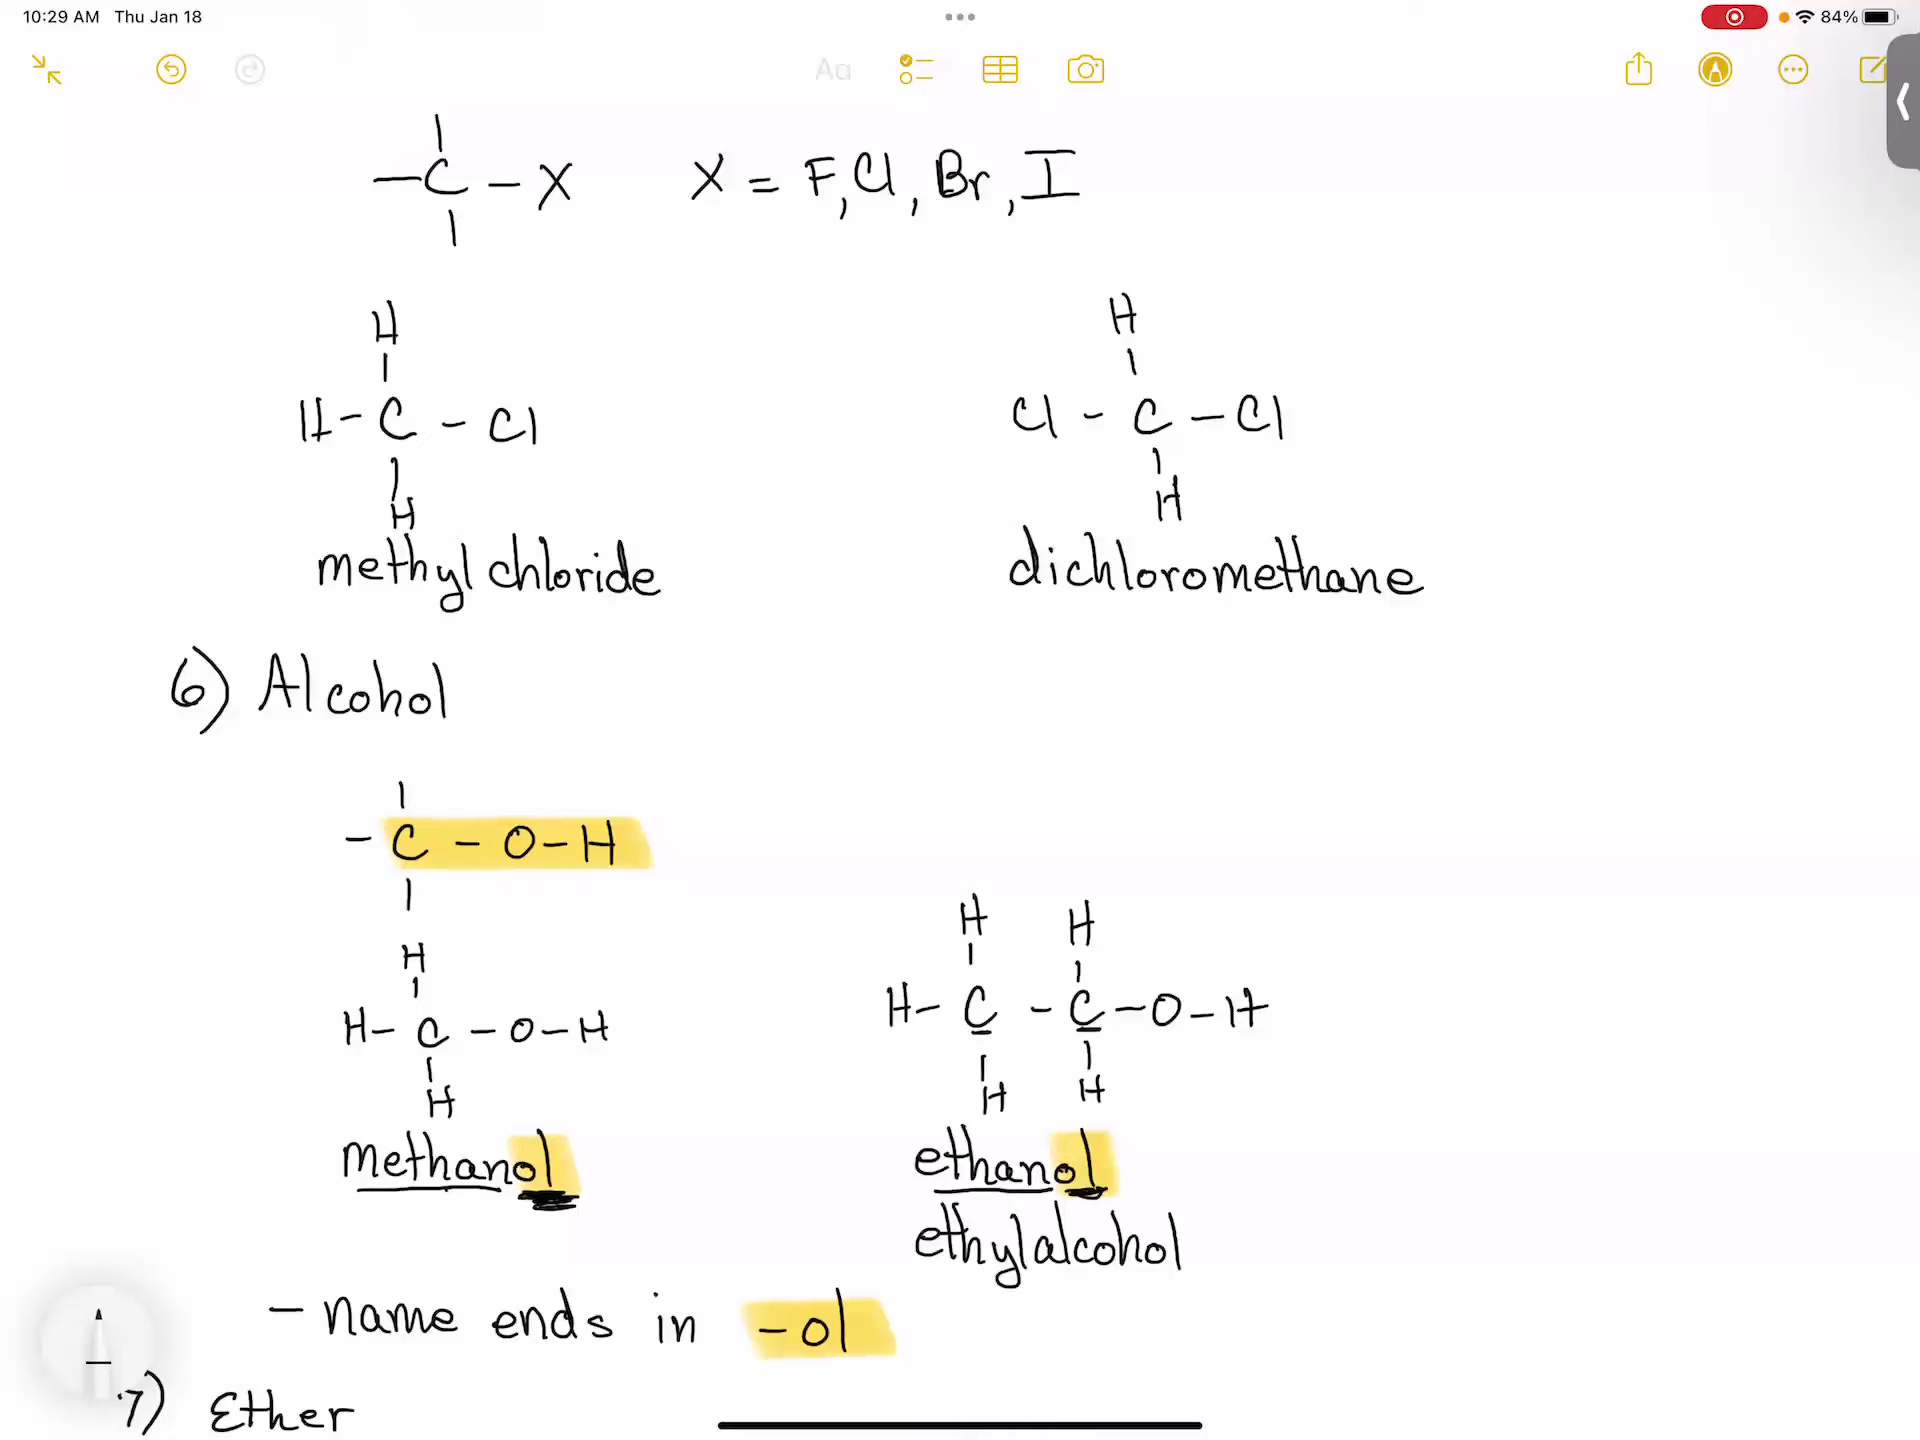 10:29 AM Thu Jan 18
84%
Aa
|
—C – X X = F, Cl, Br, I
|
H H
| |
H – C – Cl Cl – C – Cl
| |
H H
methyl chloride dichloromethane
6) Alcohol
|
– C – O – H
|
H H H
| | |
H – C – O – H H – C – C – O – H
| | |
H H H
methanol ethanol
ethylalcohol
– name ends in – ol
7) Ether